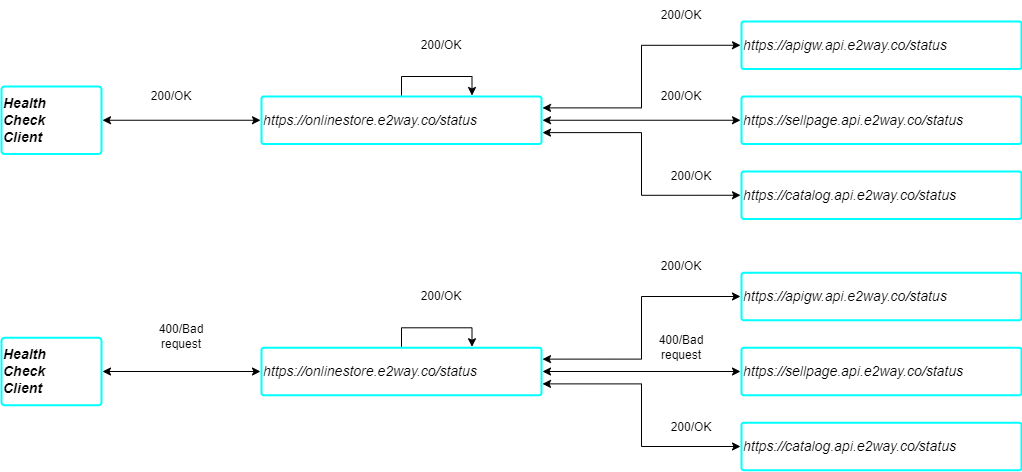 200/OK
https://apigw.api.e2way.co/status
200/OK
Health
Check
Client
200/OK
https://onlinestore.e2way.co/status
200/OK
https://sellpage.api.e2way.co/status
200/OK
https://catalog.api.e2way.co/status
200/OK
https://apigw.api.e2way.co/status
200/OK
Health
Check
Client
400/Bad
request
https://onlinestore.e2way.co/status
400/Bad
request
https://sellpage.api.e2way.co/status
200/OK
https://catalog.api.e2way.co/status